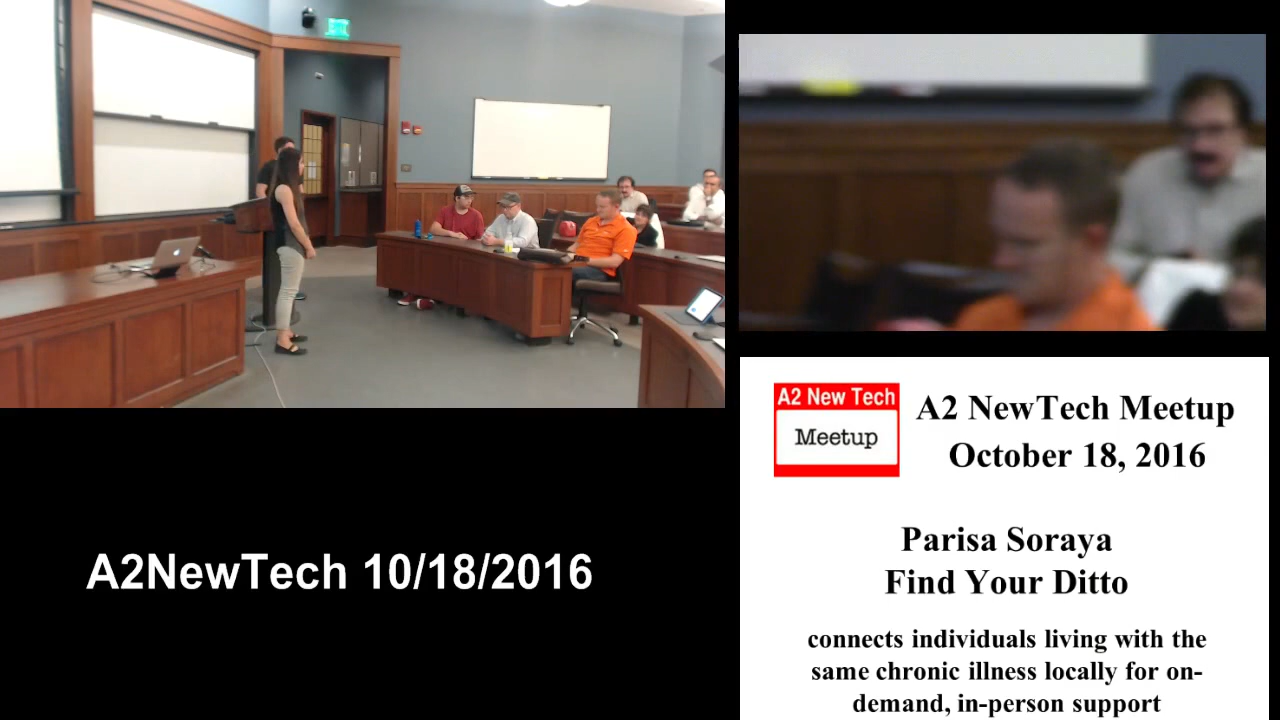 A2 New Tech
Meetup
A2 NewTech Meetup
October 18, 2016
Parisa Soraya
Find Your Ditto
connects individuals living with the
same chronic illness locally for on-
demand, in-person support
A2NewTech 10/18/2016